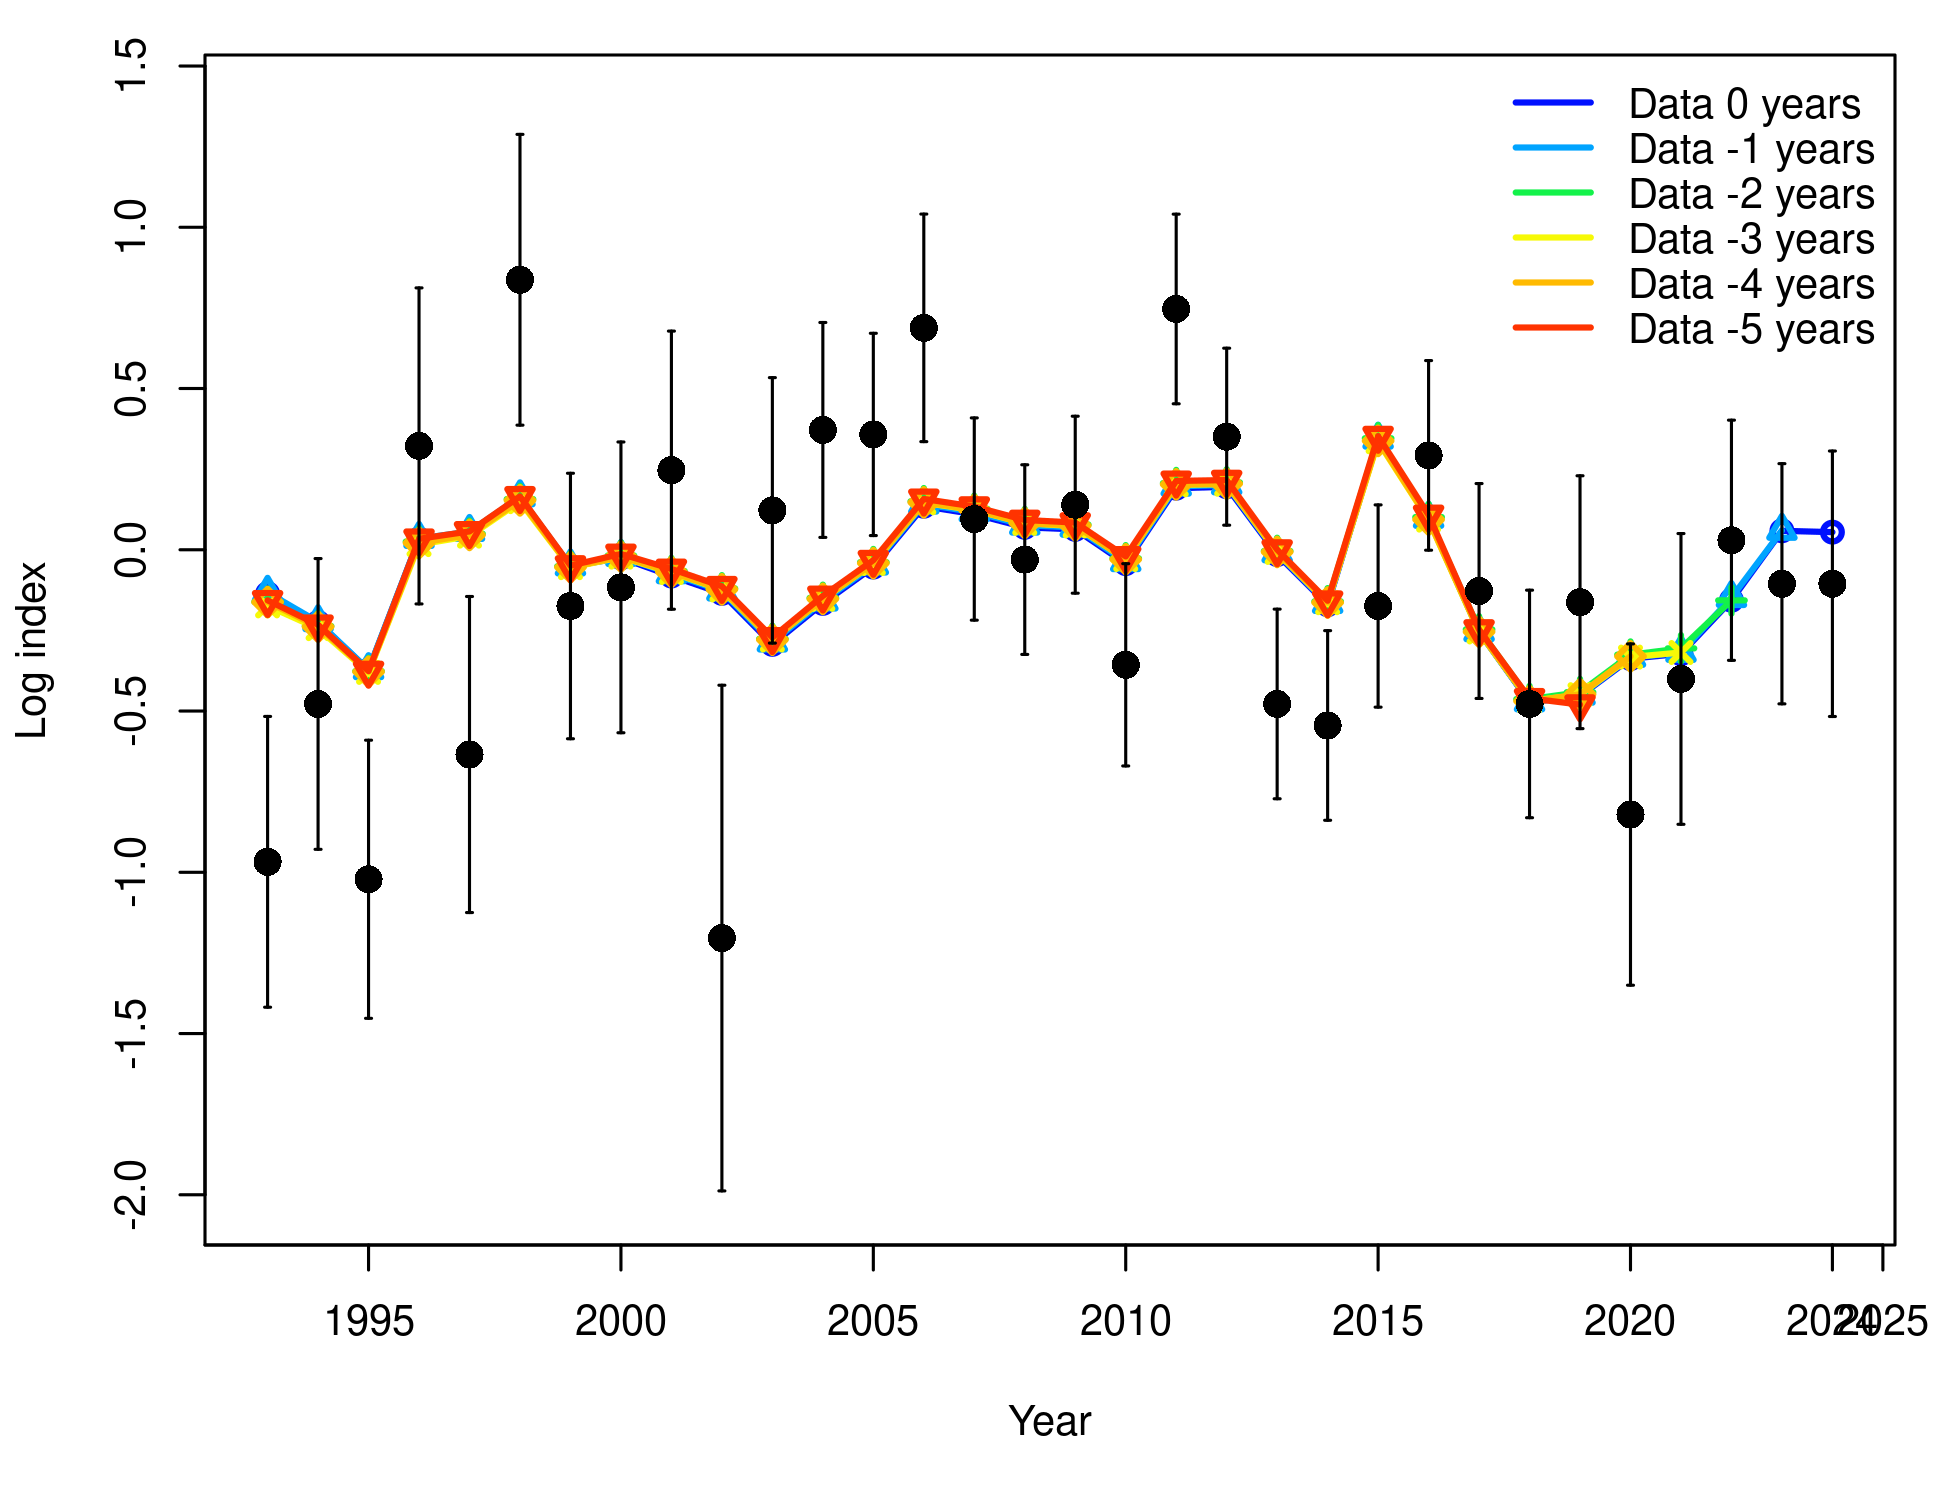 1.5
1.0
0.5
0.0
-0.5
-1.0
-1.5
-2.0
Log index
Data 0 years
Data -1 years
Data -2 years
Data -3 years
Data -4 years
Data -5 years
1995 2000 2005 2010 2015 2020 2024 2025
Year